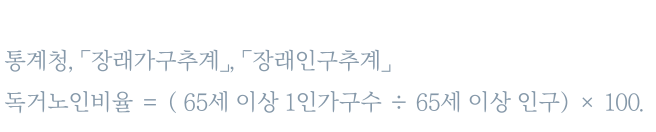 통계청, 「장래가구추계」, 「장래인구추계」
독거노인비율 = ( 65세 이상 1인가구수 ÷ 65세 이상 인구) × 100.